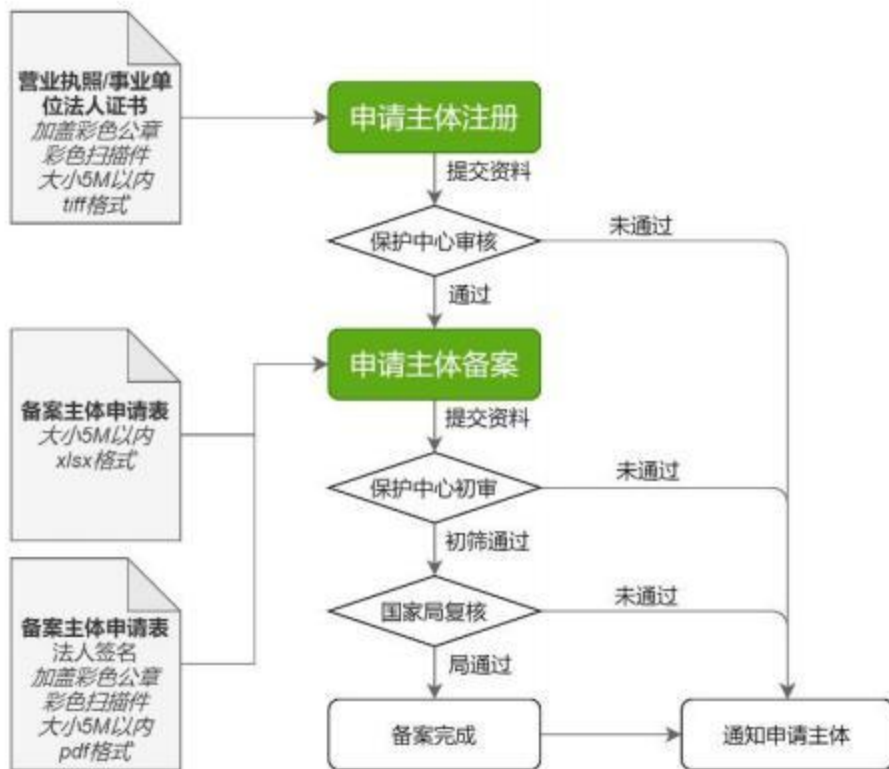 营业执照/事业单
位法人证书
加盖彩色公章
彩色扫描件
大小5M以内
tiff格式
申请主体注册
提交资料
保护中心审核
未通过
通过
申请主体备案
备案主体申请表
大小5M以内
xlsx格式
提交资料
保护中心初审
未通过
初筛通过
备案主体申请表
法人签名
加盖彩色公章
彩色扫描件
大小5M以内
pdf格式
国家局复核
未通过
局通过
备案完成
通知申请主体